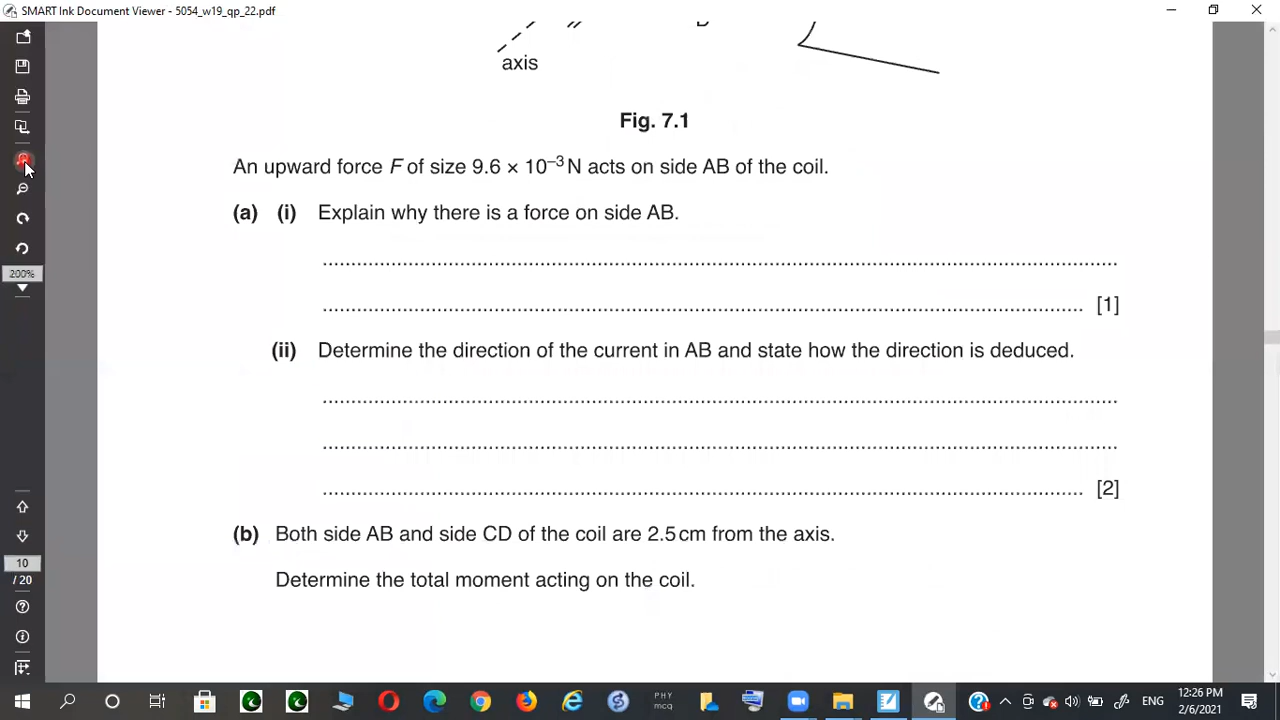 SMART Ink Document Viewer - 5054_w19_qp_22.pdf
axis
Fig. 7.1
An upward force F of size 9.6 × 10⁻³ N acts on side AB of the coil.
(a) (i) Explain why there is a force on side AB.
.......................................................................................................................................
................................................................................................................................. [1]
(ii) Determine the direction of the current in AB and state how the direction is deduced.
.......................................................................................................................................
.......................................................................................................................................
................................................................................................................................. [2]
(b) Both side AB and side CD of the coil are 2.5 cm from the axis.
Determine the total moment acting on the coil.
200%
10
/ 20
PHY
mcq
ENG
12:26 PM
2/6/2021